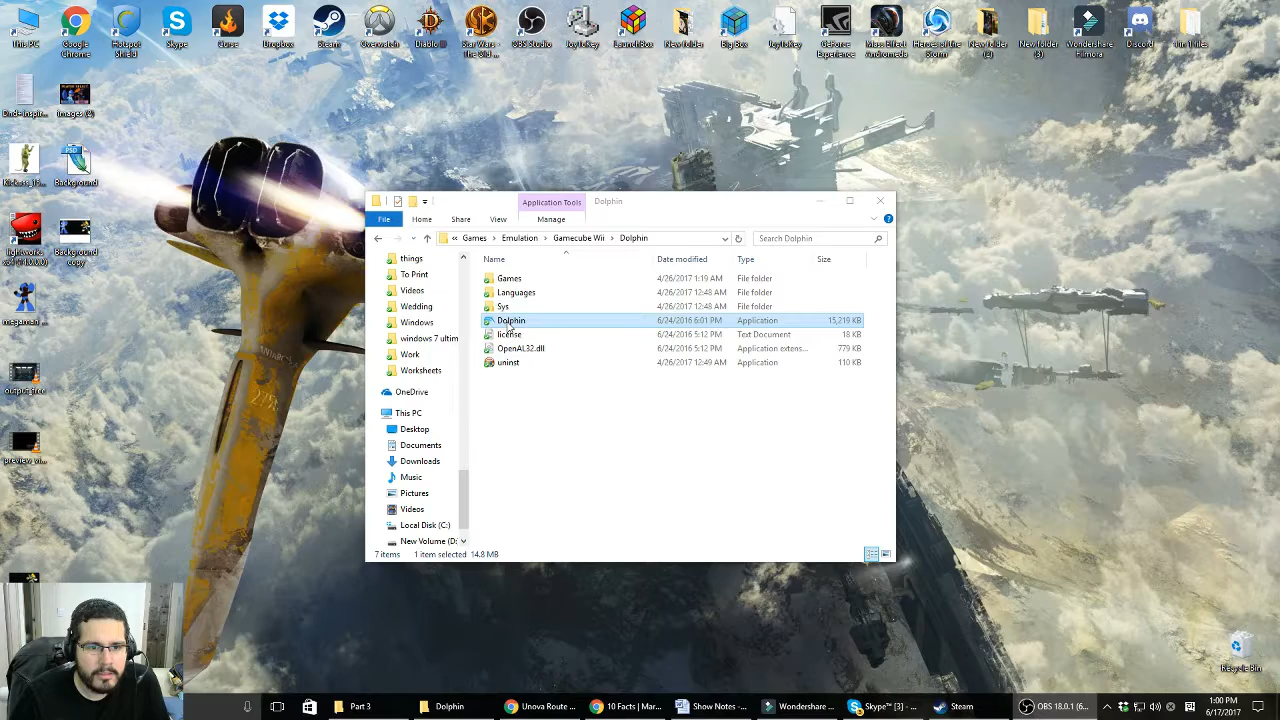 This PC
Google Chrome
Hotspot Shield
Skype
Curse
Dropbox
Steam
Overwatch
Diablo III
Star Wars - The Old ...
OBS Studio
JoyToKey
LaunchBox
New folder
Big Box
JoyToKey
GeForce Experience
Mass Effect Andromeda
Heroes of the Storm
New folder (2)
New folder (3)
Wondershare Filmora
Discord
images (2)
Background
Background copy
output_free
Recycle Bin
Application Tools
Dolphin
File
Home
Share
View
Manage
« Games › Emulation › Gamecube Wii › Dolphin
Search Dolphin
things
To Print
Videos
Wedding
Windows
windows 7 ultim
Work
Worksheets
OneDrive
This PC
Desktop
Documents
Downloads
Music
Pictures
Videos
Local Disk (C:)
New Volume (D:
Name Date modified Type Size
Games 4/26/2017 1:19 AM File folder
Languages 4/26/2017 12:48 AM File folder
Sys 4/26/2017 12:48 AM File folder
Dolphin 6/24/2016 6:01 PM Application 15,219 KB
license 6/24/2016 5:12 PM Text Document 18 KB
OpenAL32.dll 6/24/2016 5:12 PM Application extens... 779 KB
uninst 4/26/2017 12:49 AM Application 110 KB
7 items 1 item selected 14.8 MB
Part 3
Dolphin
Unova Route ...
10 Facts | Mar...
Show Notes -...
Wondershare ...
Skype™ [3] - ...
Steam
OBS 18.0.1 (6...
1:00 PM
6/17/2017